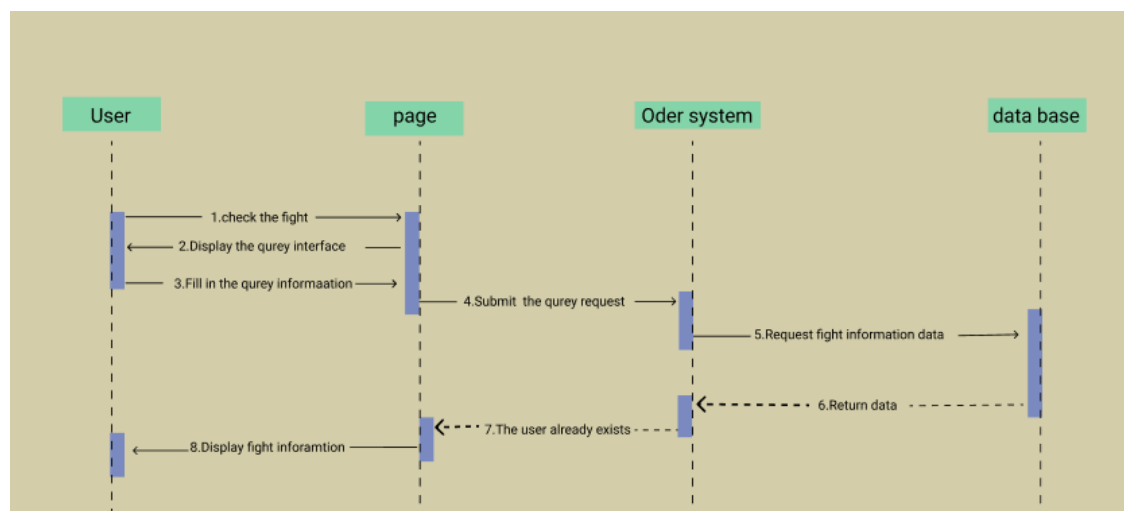 User
page
Oder system
data base
1.check the fight
2.Display the qurey interface
3.Fill in the qurey informaation
4.Submit the qurey request
5.Request fight information data
6.Return data
7.The user already exists
8.Display fight inforamtion